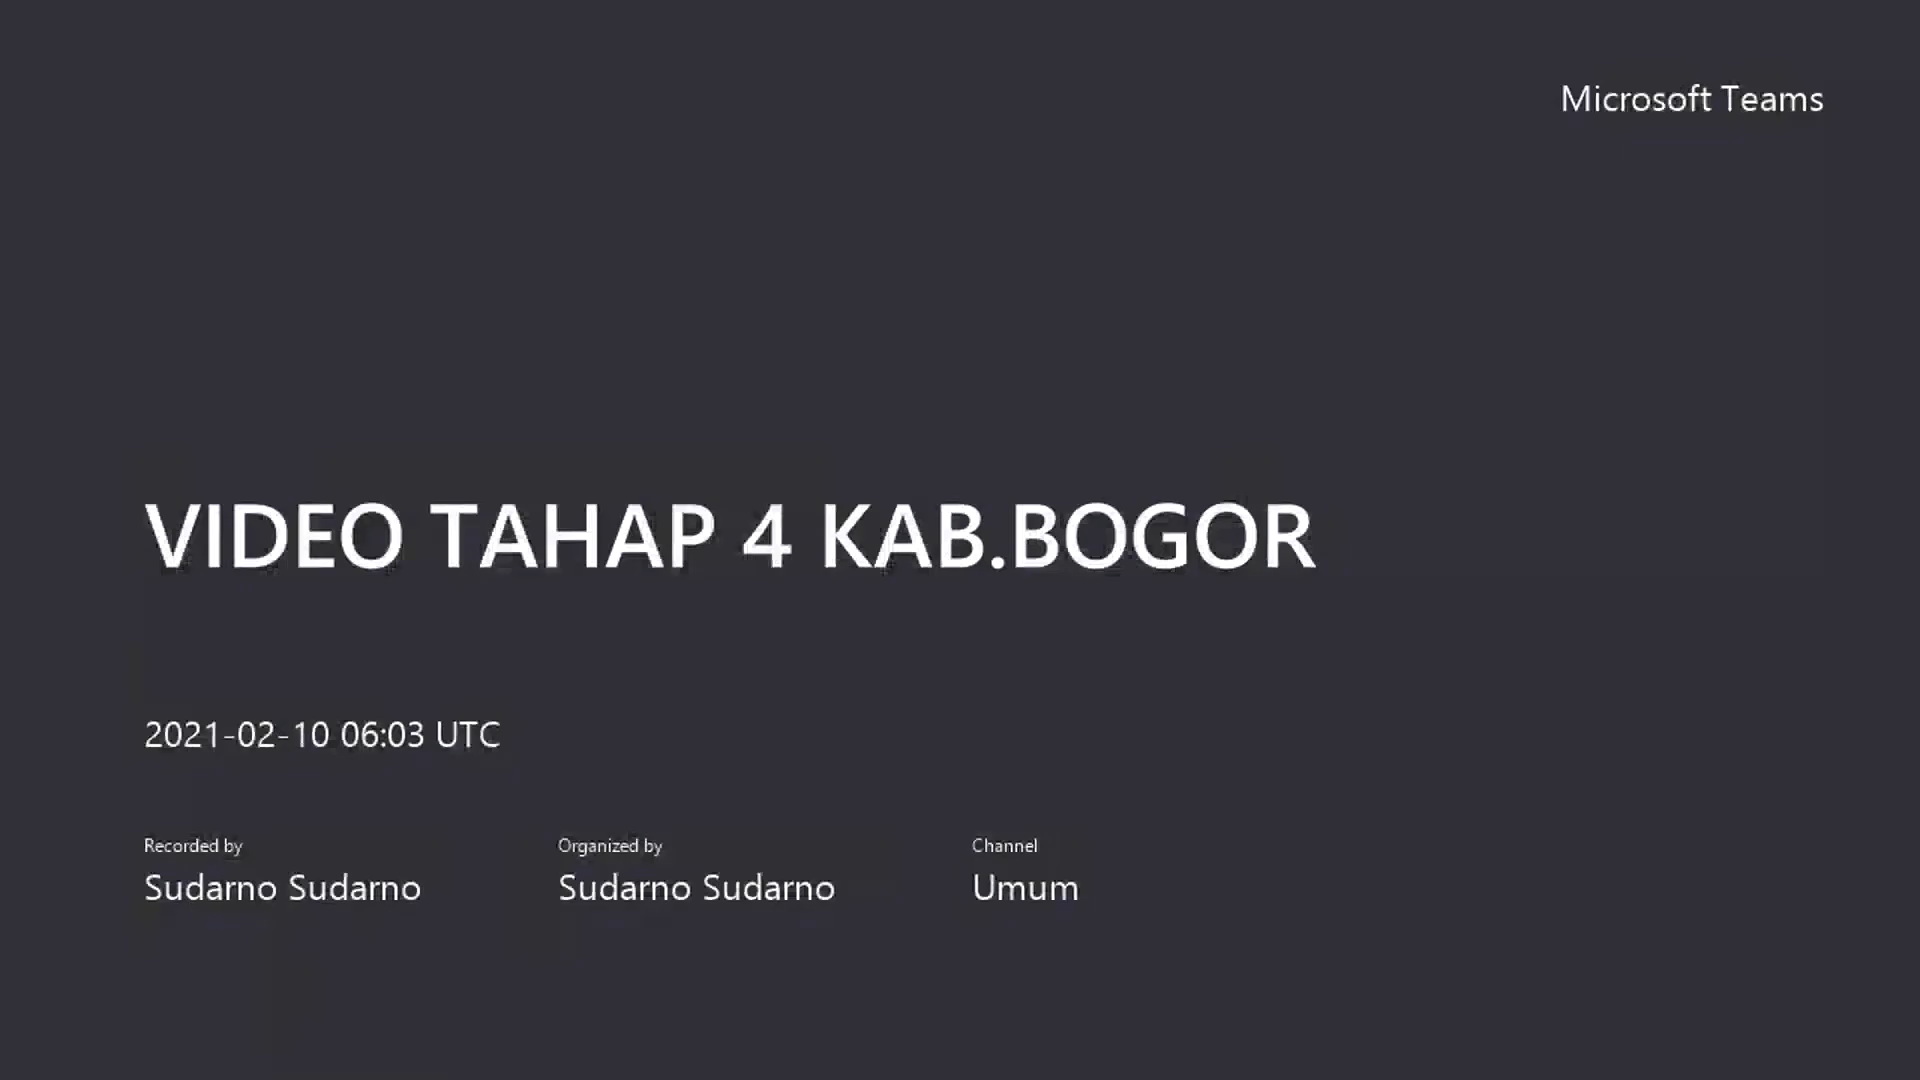 Microsoft Teams
VIDEO TAHAP 4 KAB.BOGOR
2021-02-10 06:03 UTC
Recorded by
Sudarno Sudarno
Organized by
Sudarno Sudarno
Channel
Umum